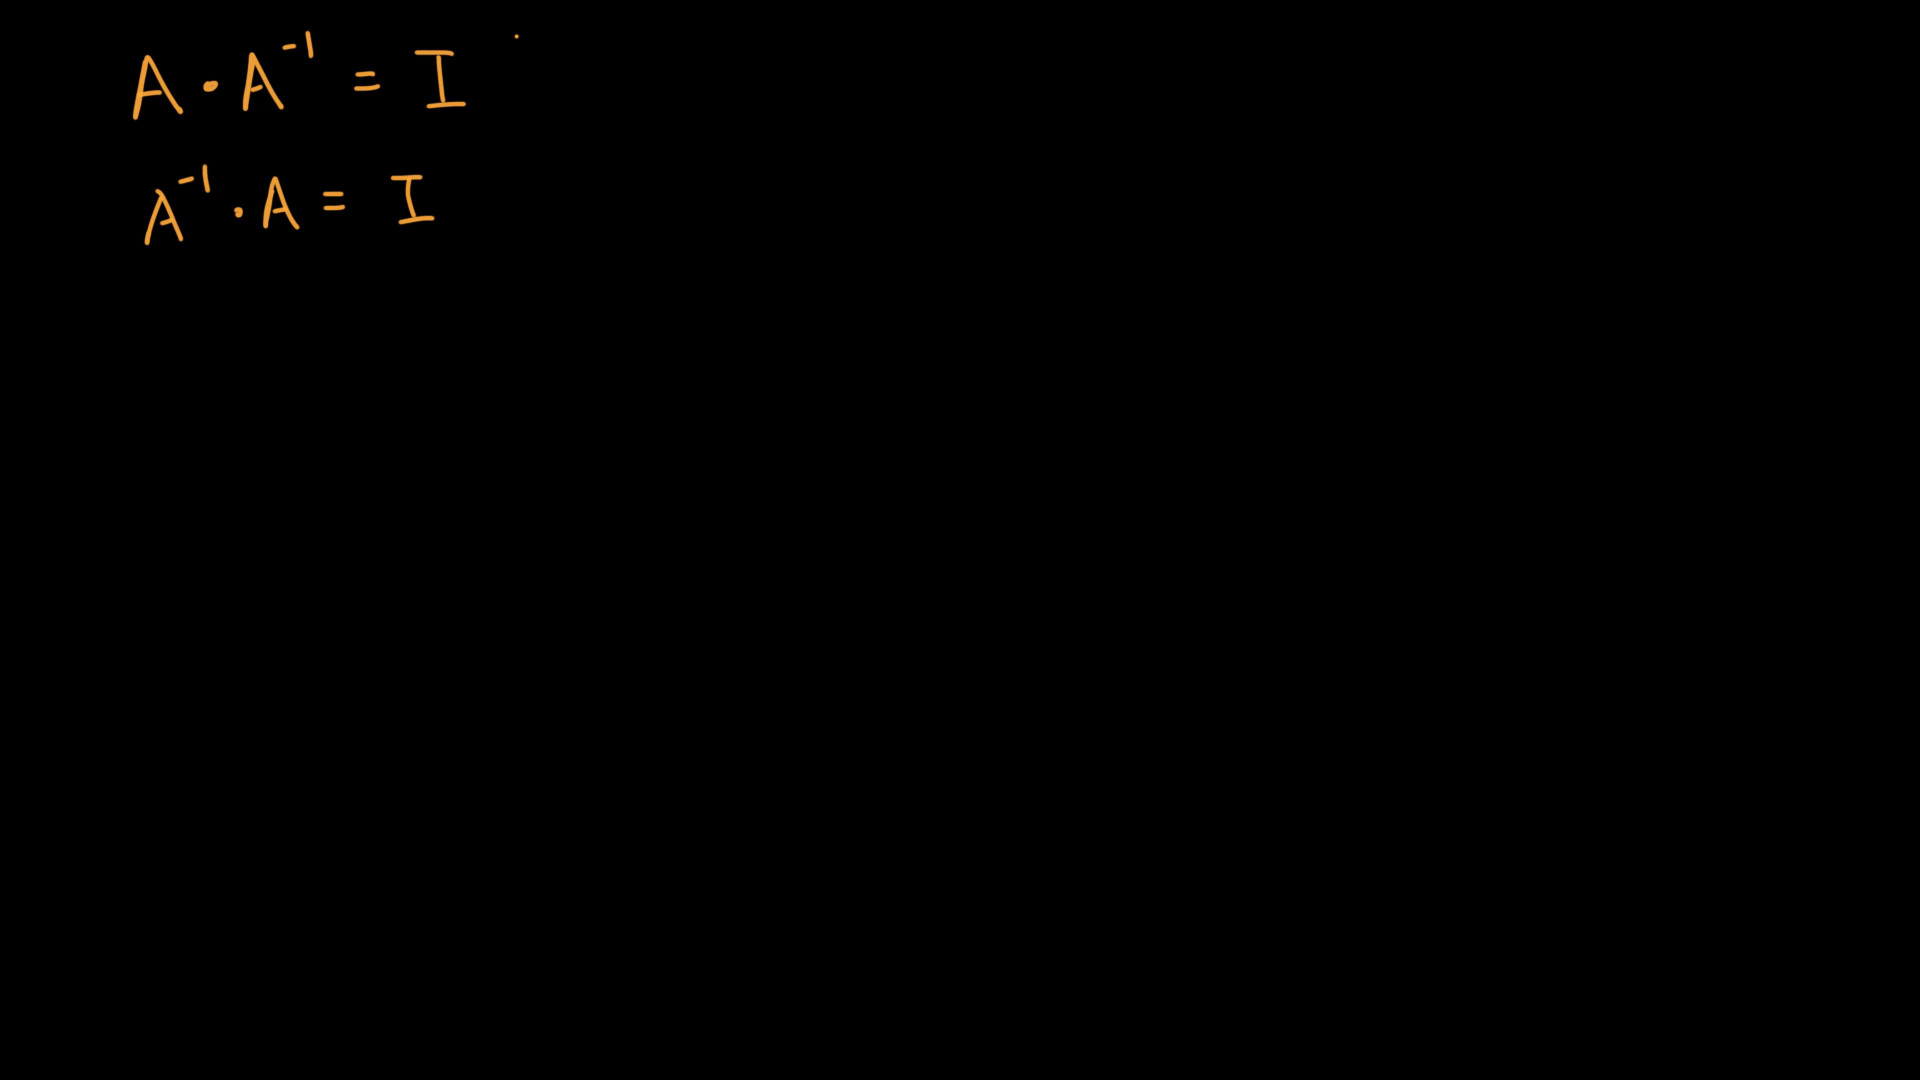 A · A⁻¹ = I
A⁻¹ · A = I